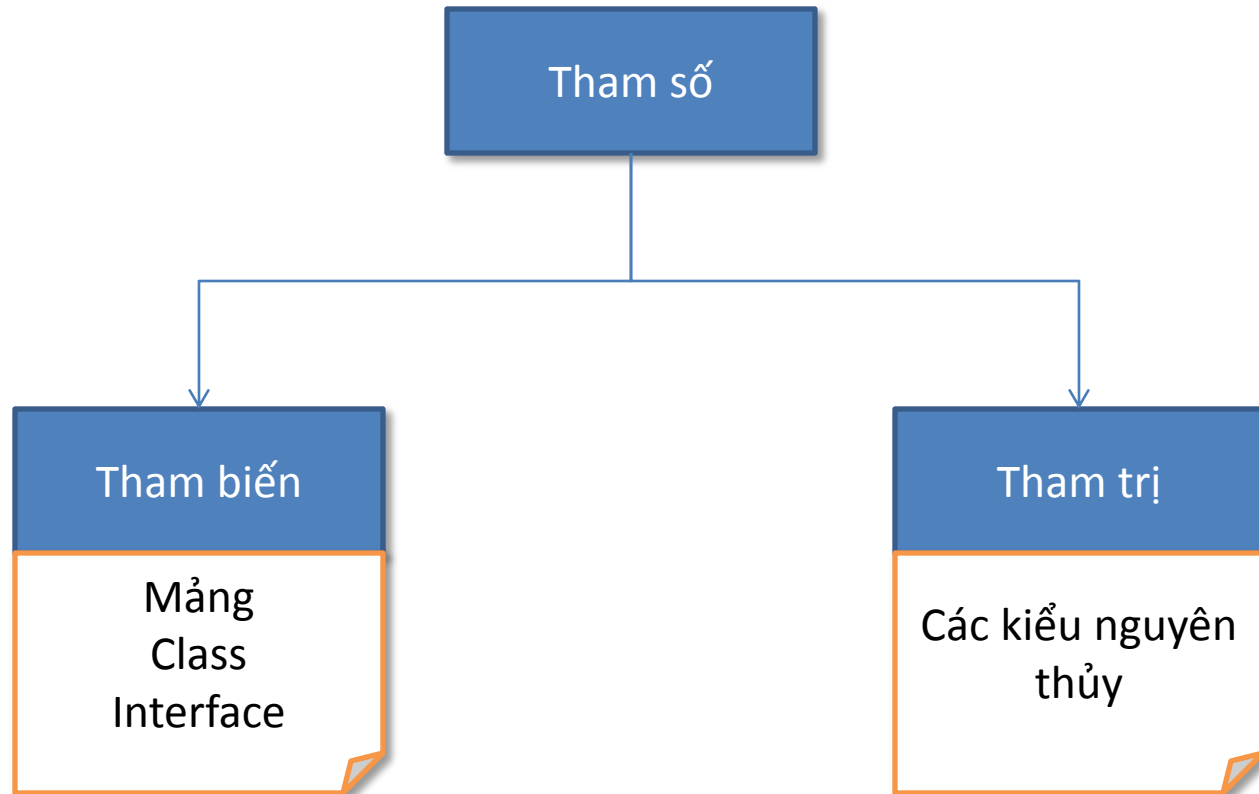 Tham số
Tham biến
Mảng
Class
Interface
Tham trị
Các kiểu nguyên
thủy